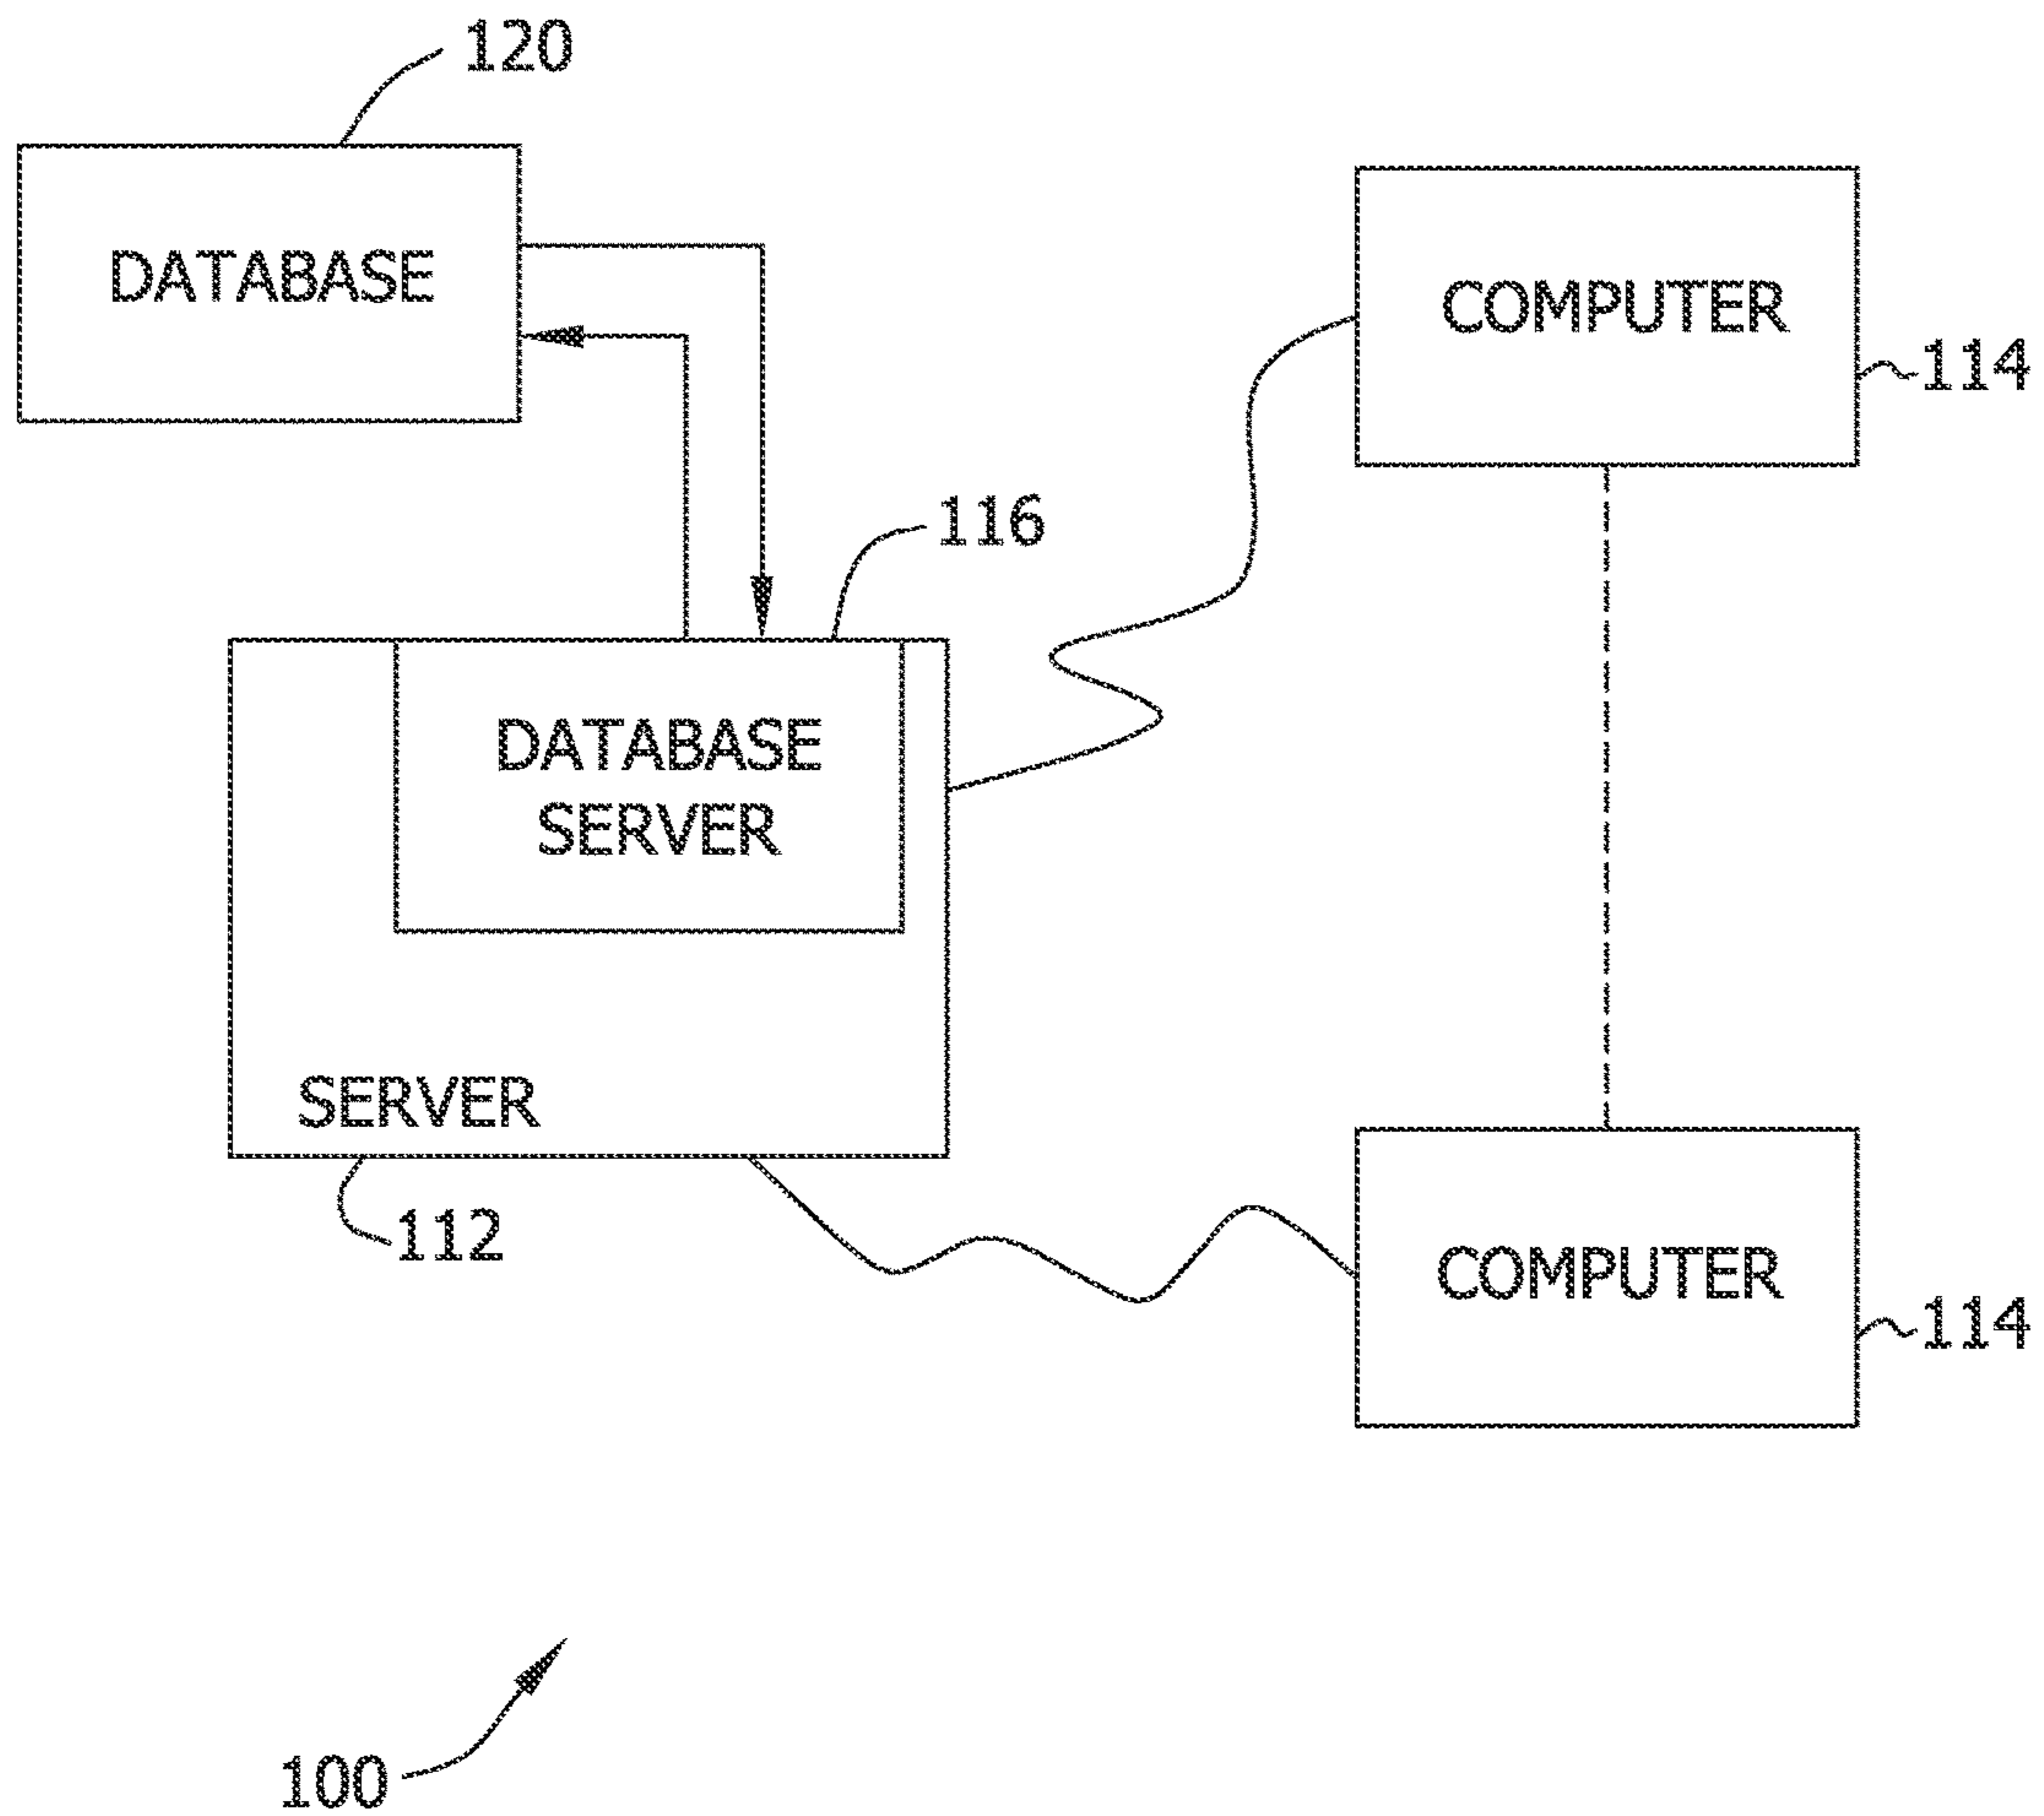 120
DATABASE
COMPUTER
114
116
DATABASE
SERVER
SERVER
112
COMPUTER
114
100